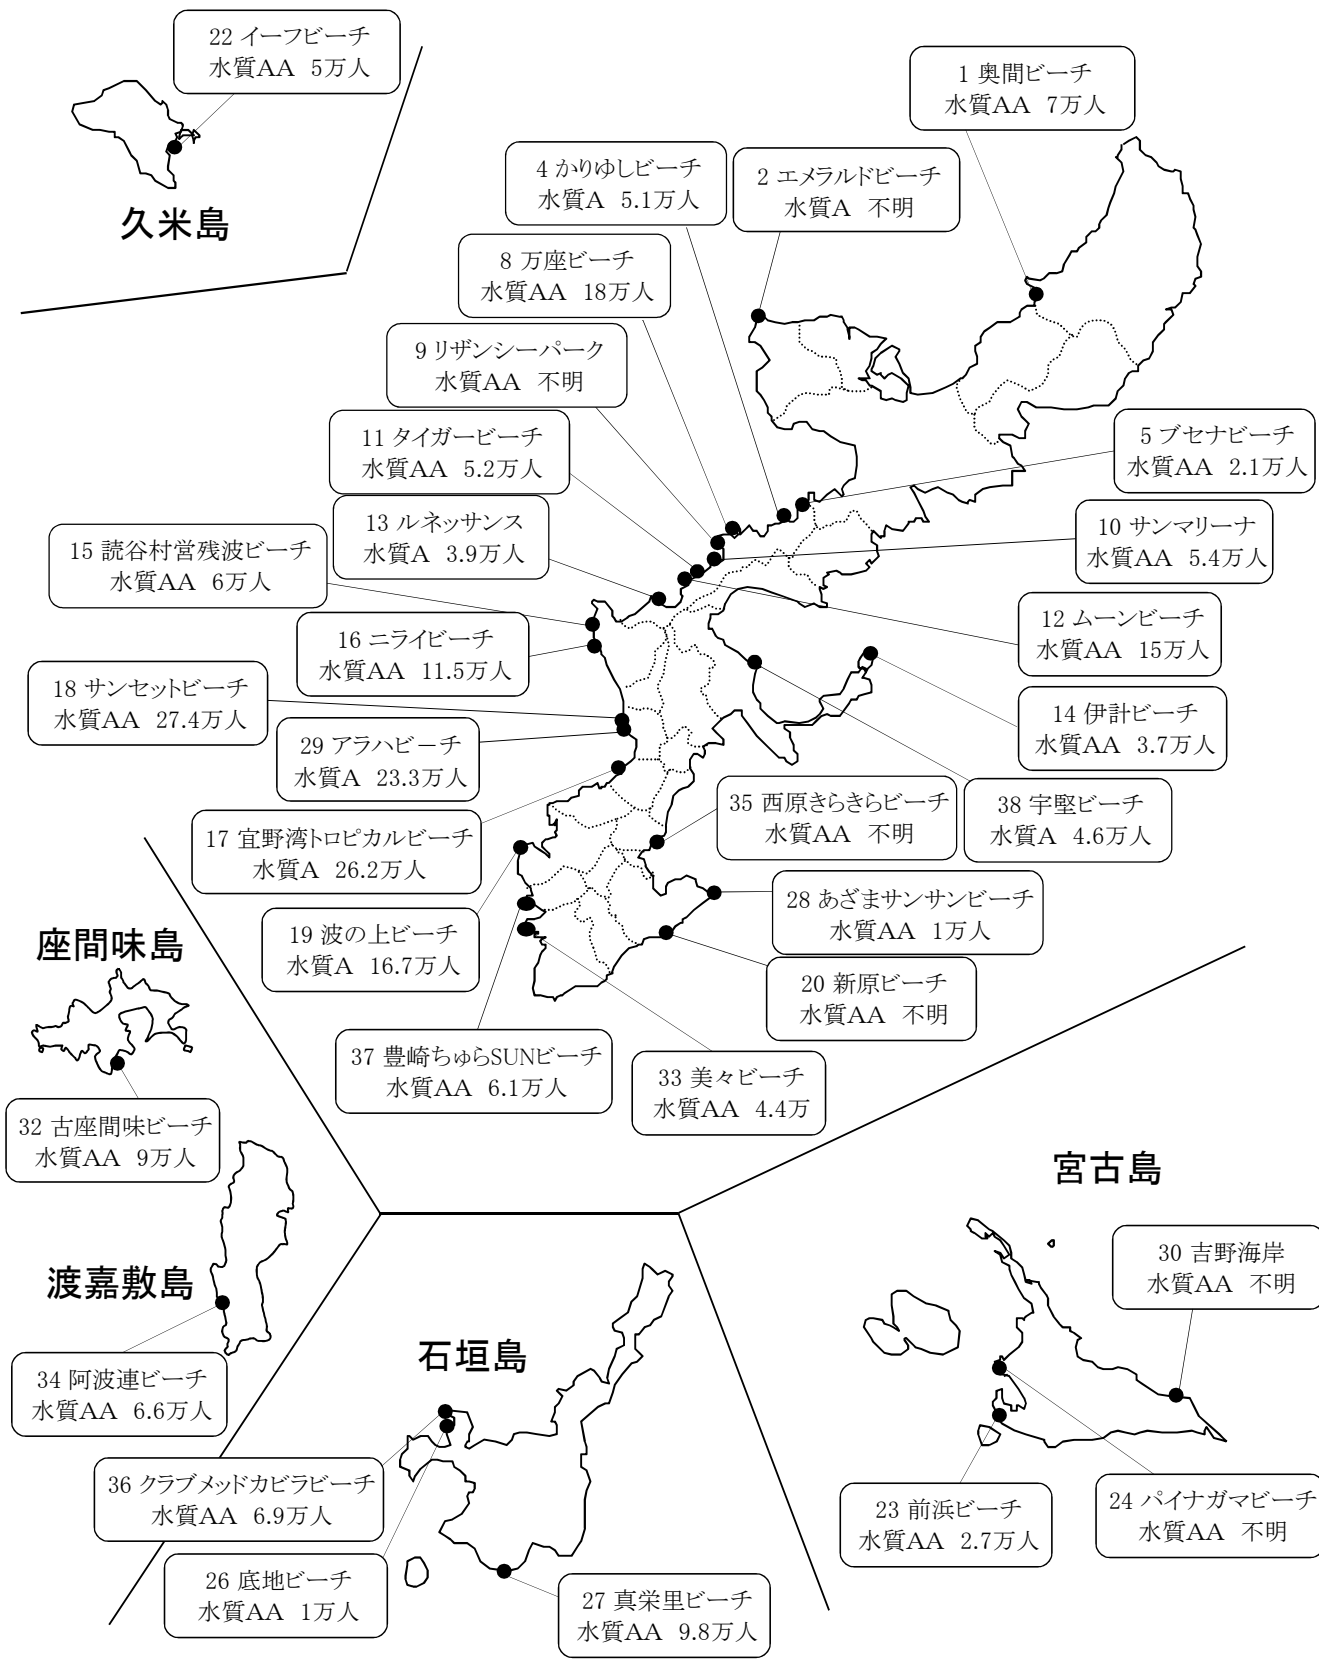 22 イーフビーチ
水質AA 5万人
久米島
1 奥間ビーチ
水質AA 7万人
4 かりゆしビーチ
水質A 5.1万人
2 エメラルドビーチ
水質A 不明
8 万座ビーチ
水質AA 18万人
9 リザンシーパーク
水質AA 不明
11 タイガービーチ
水質AA 5.2万人
5 ブセナビーチ
水質AA 2.1万人
13 ルネッサンス
水質A 3.9万人
10 サンマリーナ
水質AA 5.4万人
15 読谷村営残波ビーチ
水質AA 6万人
12 ムーンビーチ
水質AA 15万人
16 ニライビーチ
水質AA 11.5万人
18 サンセットビーチ
水質AA 27.4万人
14 伊計ビーチ
水質AA 3.7万人
29 アラハビーチ
水質A 23.3万人
35 西原きらきらビーチ
水質AA 不明
38 宇堅ビーチ
水質A 4.6万人
17 宜野湾トロピカルビーチ
水質A 26.2万人
28 あざまサンサンビーチ
水質AA 1万人
19 波の上ビーチ
水質A 16.7万人
20 新原ビーチ
水質AA 不明
座間味島
37 豊崎ちゅらSUNビーチ
水質AA 6.1万人
33 美々ビーチ
水質AA 4.4万
32 古座間味ビーチ
水質AA 9万人
宮古島
30 吉野海岸
水質AA 不明
渡嘉敷島
34 阿波連ビーチ
水質AA 6.6万人
石垣島
36 クラブメッドカビラビーチ
水質AA 6.9万人
23 前浜ビーチ
水質AA 2.7万人
24 パイナガマビーチ
水質AA 不明
26 底地ビーチ
水質AA 1万人
27 真栄里ビーチ
水質AA 9.8万人